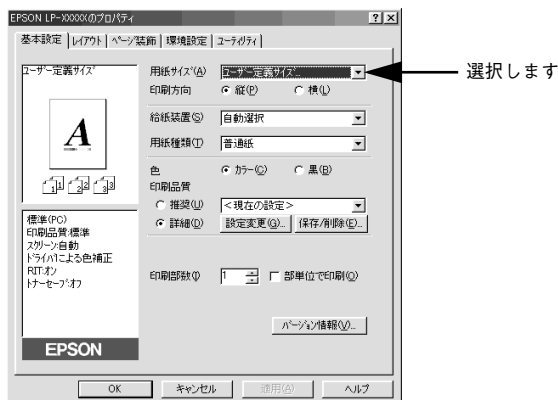 EPSON LP-XXXXXのプロパティ
? ×
基本設定 レイアウト ページ装飾 環境設定 ユーティリティ
ユーザー定義サイズ
用紙サイズ(A) ユーザー定義サイズ...
選択します
印刷方向 縦(P) 横(L)
給紙装置(S) 自動選択
用紙種類(T) 普通紙
A
1 1 2 2 3 3
色 カラー(C) 黒(B)
印刷品質
推奨(U) <現在の設定>
詳細(D) 設定変更(G)... 保存/削除(E)...
標準(PC)
印刷品質:標準
スクリーン:自動
ドライバによる色補正
RIT:オン
トナーセーブ:オフ
印刷部数(I) 1 部単位で印刷(O)
バージョン情報(V)...
EPSON
OK キャンセル 適用(A) ヘルプ